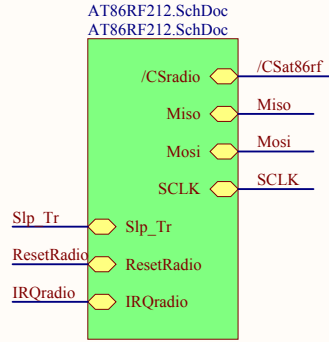 AT86RF212.SchDoc
AT86RF212.SchDoc
/CSradio /CSat86rf
Miso Miso
Mosi Mosi
SCLK SCLK
Slp_Tr Slp_Tr
ResetRadio ResetRadio
IRQradio IRQradio